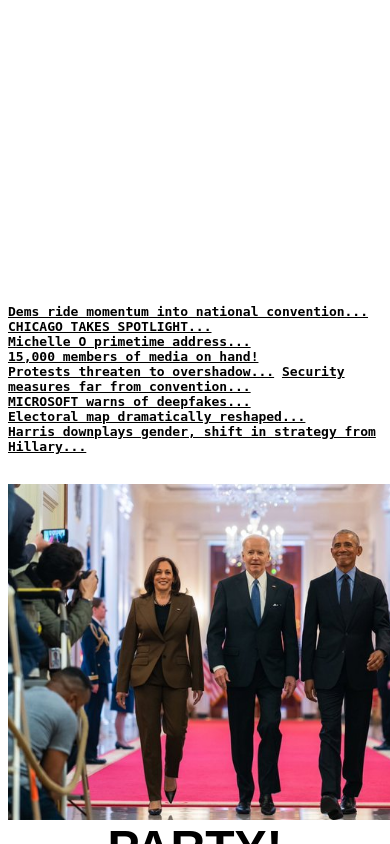 Dems ride momentum into national convention...
CHICAGO TAKES SPOTLIGHT...
Michelle O primetime address...
15,000 members of media on hand!
Protests threaten to overshadow... Security
measures far from convention...
MICROSOFT warns of deepfakes...
Electoral map dramatically reshaped...
Harris downplays gender, shift in strategy from
Hillary...
PARTY!